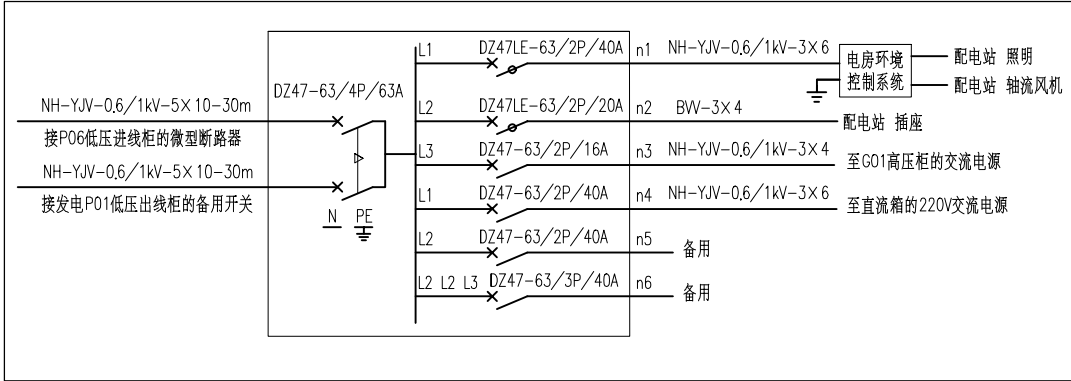 NH-YJV-0.6/1kV-5×10-30m
接P06低压进线柜的微型断路器
NH-YJV-0.6/1kV-5×10-30m
接发电P01低压出线柜的备用开关
DZ47-63/4P/63A
N PE
L1 DZ47LE-63/2P/40A n1 NH-YJV-0.6/1kV-3×6
电房环境
控制系统
配电站 照明
配电站 轴流风机
L2 DZ47LE-63/2P/20A n2 BVV-3×4
配电站 插座
L3 DZ47-63/2P/16A n3 NH-YJV-0.6/1kV-3×4
至G01高压柜的交流电源
L1 DZ47-63/2P/40A n4 NH-YJV-0.6/1kV-3×6
至直流箱的220V交流电源
L2 DZ47-63/2P/40A n5 备用
L2 L2 L3 DZ47-63/3P/40A n6 备用